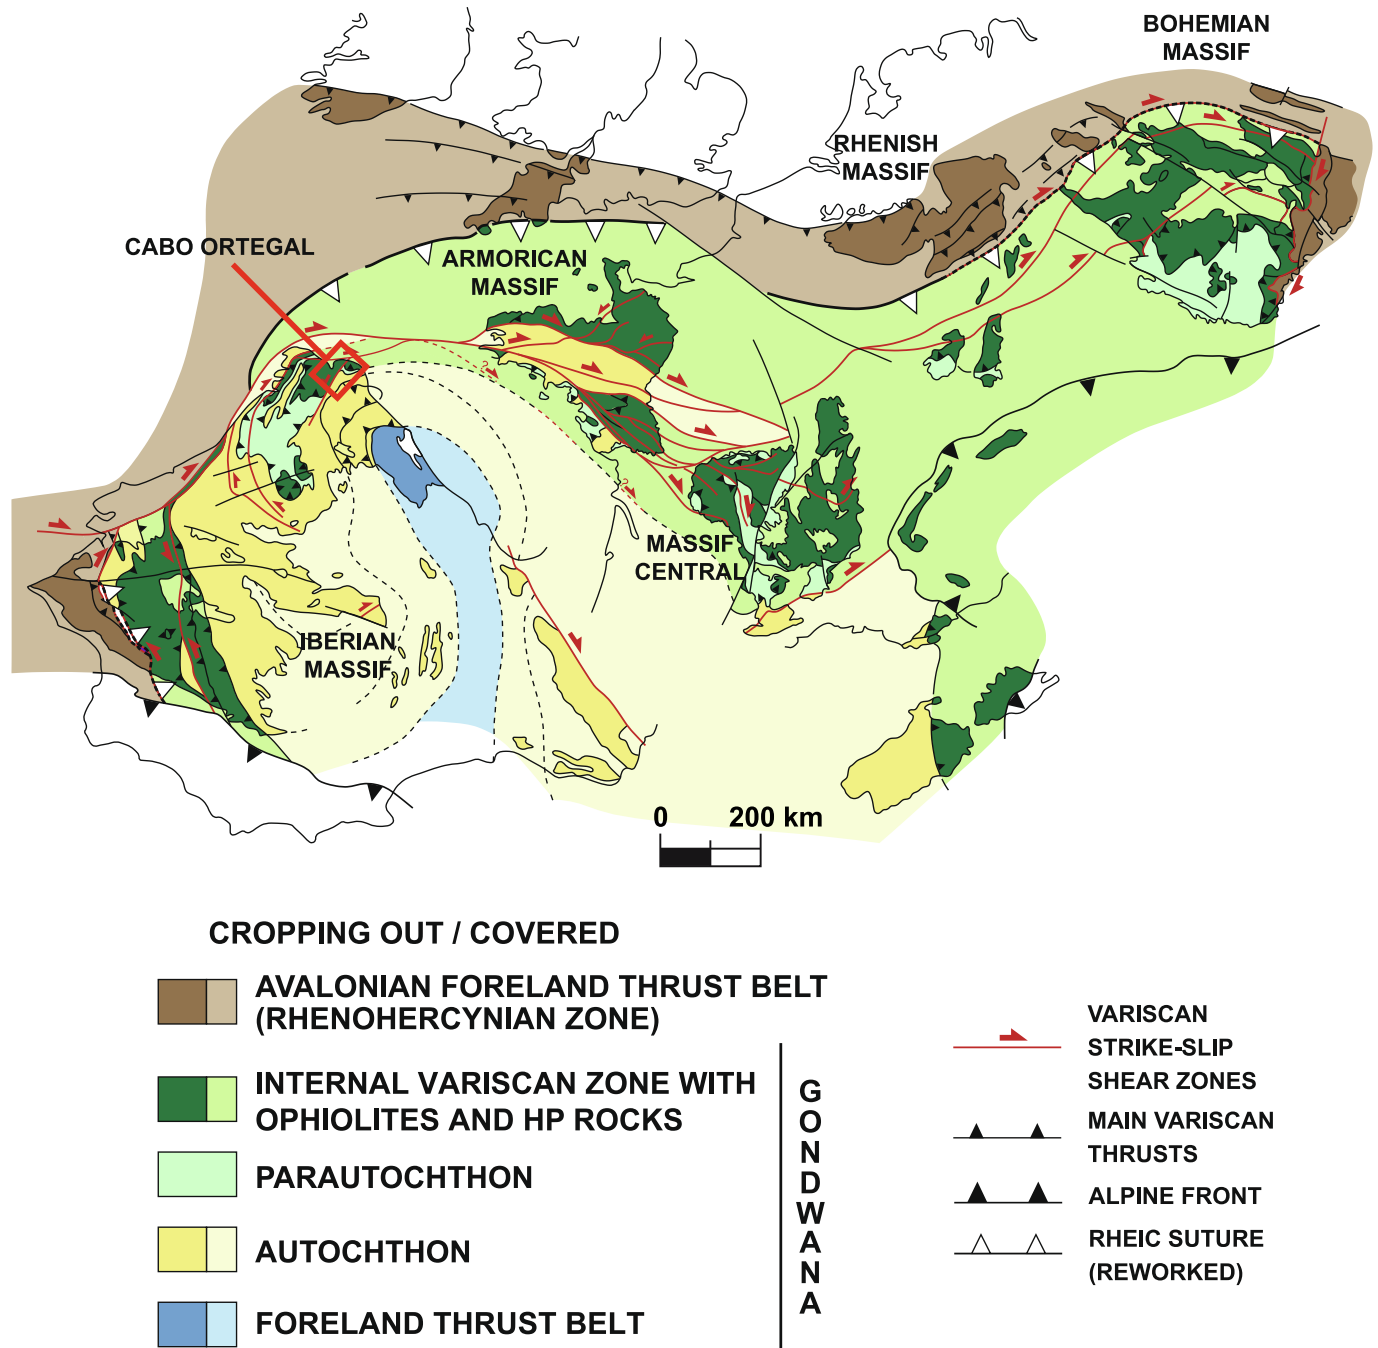 BOHEMIAN
MASSIF
RHENISH
MASSIF
CABO ORTEGAL
ARMORICAN
MASSIF
?
?
MASSIF
CENTRAL
IBERIAN
MASSIF
0 200 km
CROPPING OUT / COVERED
AVALONIAN FORELAND THRUST BELT
(RHENOHERCYNIAN ZONE)
INTERNAL VARISCAN ZONE WITH
OPHIOLITES AND HP ROCKS
PARAUTOCHTHON
AUTOCHTHON
FORELAND THRUST BELT
GONDWANA
VARISCAN
STRIKE-SLIP
SHEAR ZONES
MAIN VARISCAN
THRUSTS
ALPINE FRONT
RHEIC SUTURE
(REWORKED)